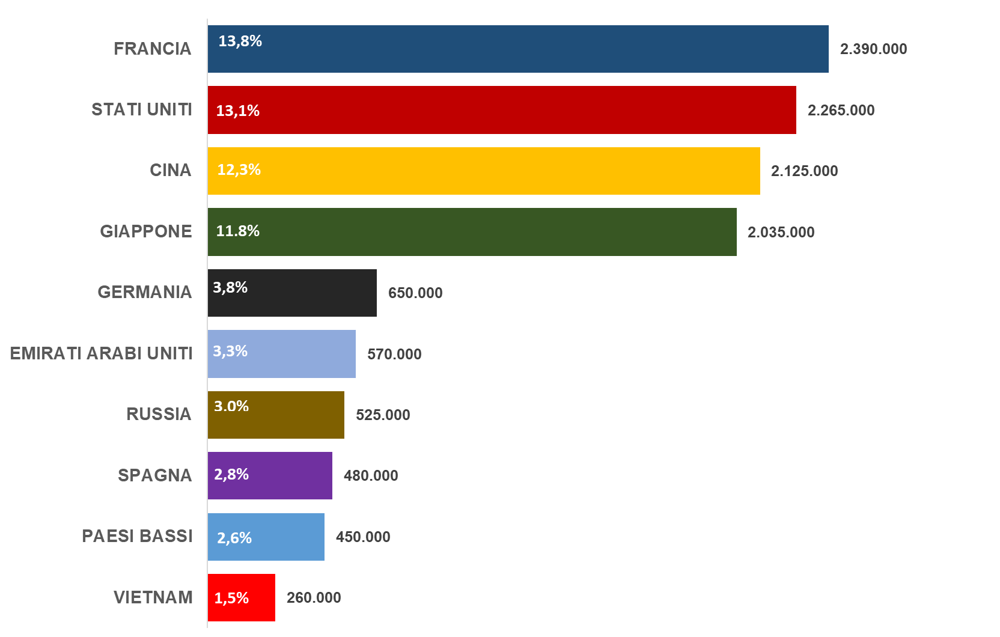 FRANCIA 13,8% 2.390.000
STATI UNITI 13,1% 2.265.000
CINA 12,3% 2.125.000
GIAPPONE 11.8% 2.035.000
GERMANIA 3,8% 650.000
EMIRATI ARABI UNITI 3,3% 570.000
RUSSIA 3.0% 525.000
SPAGNA 2,8% 480.000
PAESI BASSI 2,6% 450.000
VIETNAM 1,5% 260.000